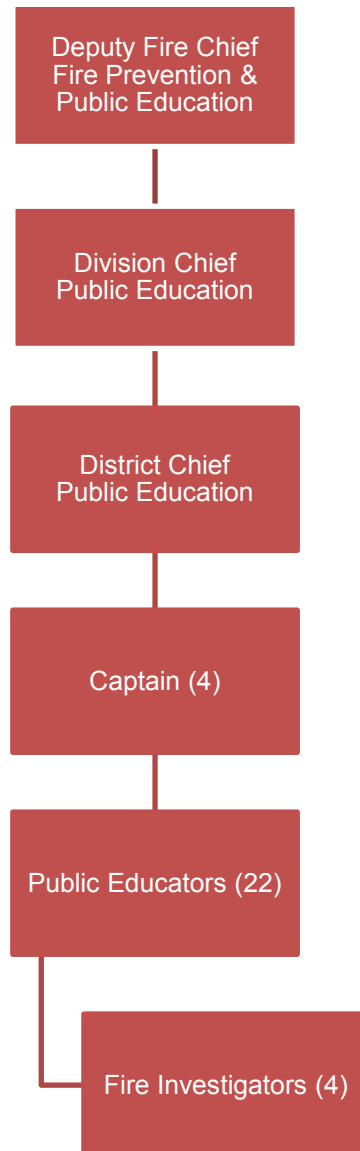 Deputy Fire Chief
Fire Prevention &
Public Education
Division Chief
Public Education
District Chief
Public Education
Captain (4)
Public Educators (22)
Fire Investigators (4)